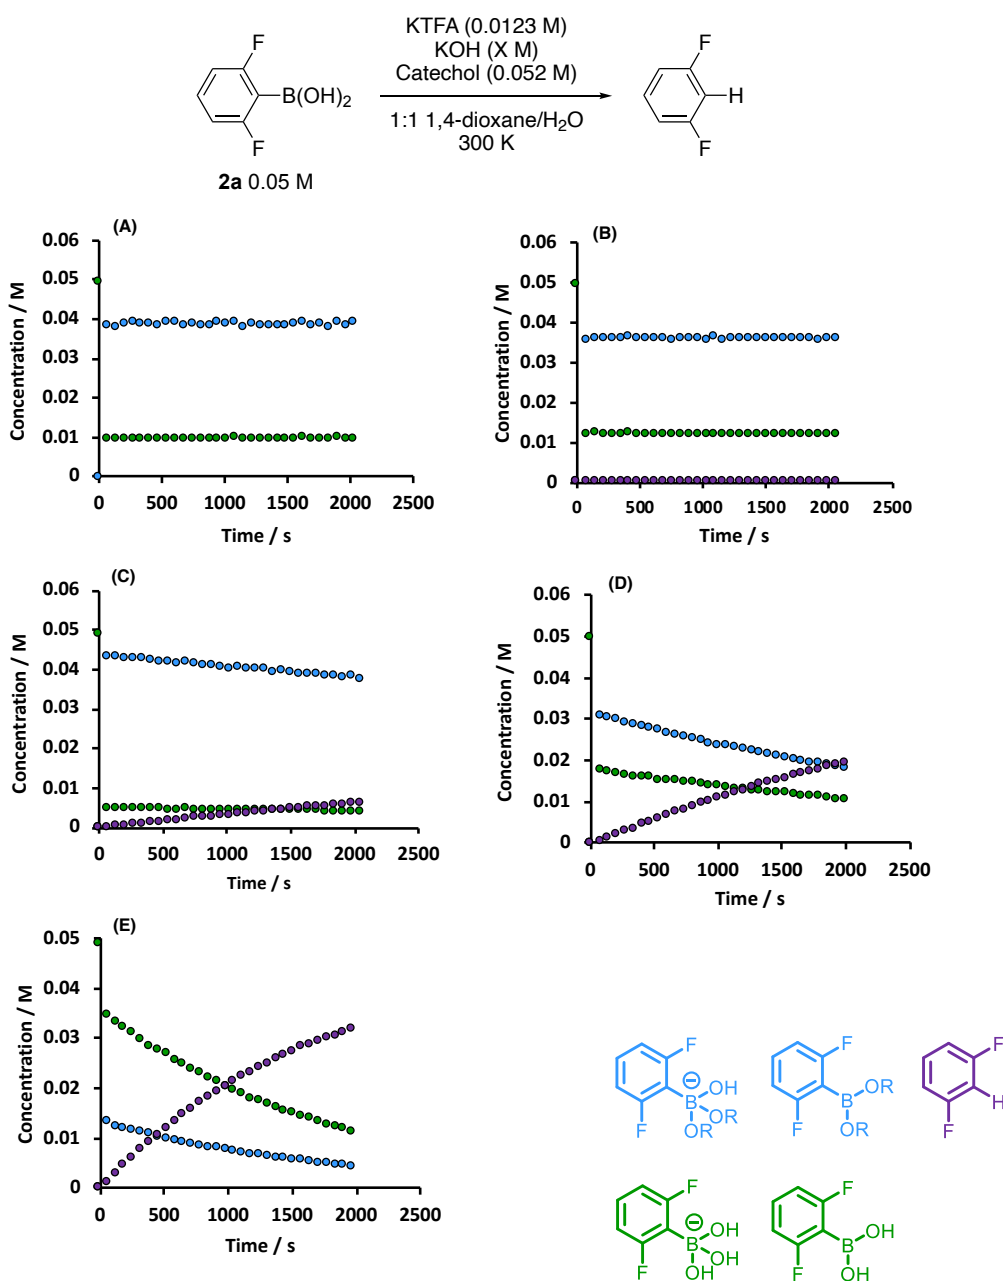 KTFA (0.0123 M)
KOH (X M)
Catechol (0.052 M)
F
B(OH)2
F
1:1 1,4-dioxane/H2O
300 K
F
H
F
2a 0.05 M
(A)
Concentration / M
0.06
0.05
0.04
0.03
0.02
0.01
0
0 500 1000 1500 2000 2500
Time / s
(B)
Concentration / M
0.06
0.05
0.04
0.03
0.02
0.01
0
0 500 1000 1500 2000 2500
Time / s
(C)
Concentration / M
0.06
0.05
0.04
0.03
0.02
0.01
0
0 500 1000 1500 2000 2500
Time / s
(D)
Concentration / M
0.06
0.05
0.04
0.03
0.02
0.01
0
0 500 1000 1500 2000 2500
Time / s
(E)
Concentration / M
0.05
0.04
0.03
0.02
0.01
0
0 500 1000 1500 2000 2500
Time / s
F
⊖
B
OH
OR
OR
F
F
B
OR
OR
F
F
H
F
F
⊖
B
OH
OH
OH
F
F
B
OH
OH
F